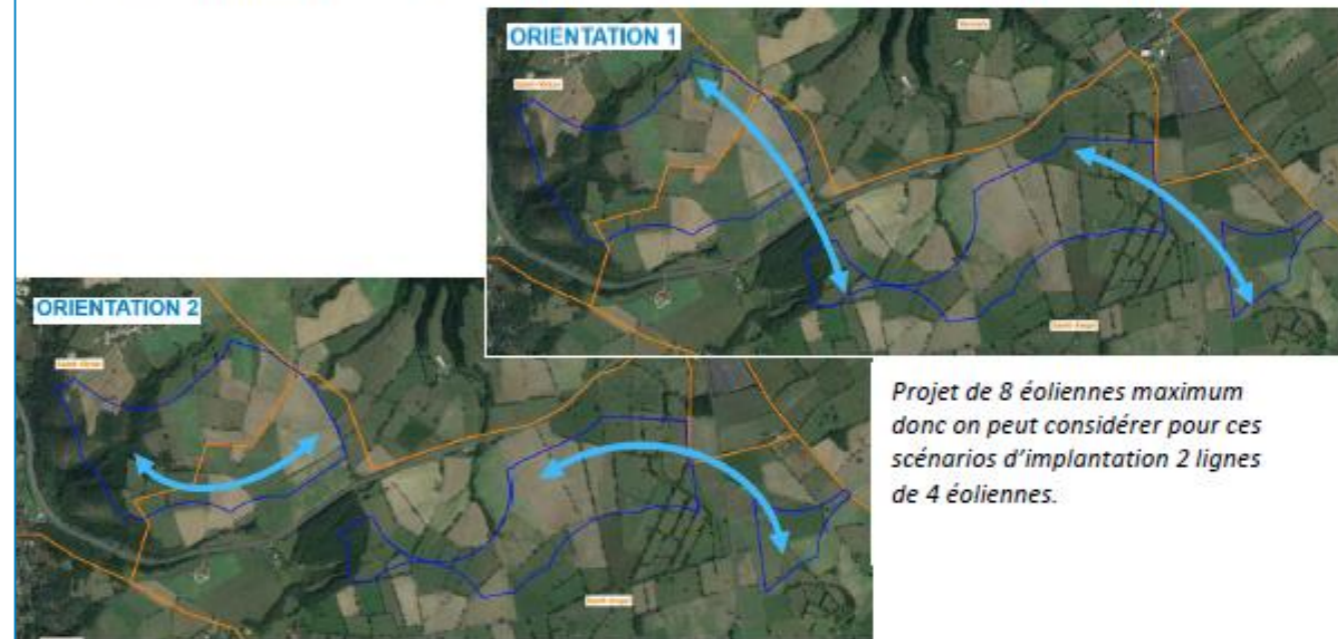 ORIENTATION 1
ORIENTATION 2
Projet de 8 éoliennes maximum
donc on peut considérer pour ces
scénarios d'implantation 2 lignes
de 4 éoliennes.